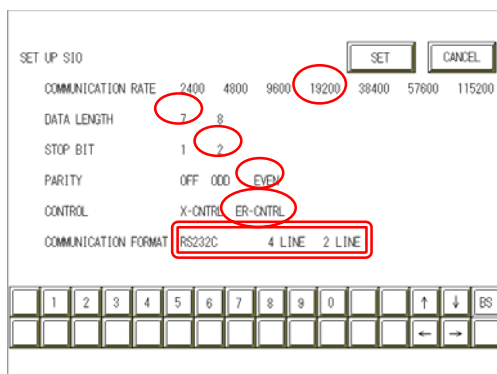 SET UP SIO SET CANCEL
COMMUNICATION RATE 2400 4800 9600 19200 38400 57600 115200
DATA LENGTH 7 8
STOP BIT 1 2
PARITY OFF ODD EVEN
CONTROL X-CNTRL ER-CNTRL
COMMUNICATION FORMAT RS232C 4 LINE 2 LINE
1 2 3 4 5 6 7 8 9 0 ↑ ↓ BS
← →